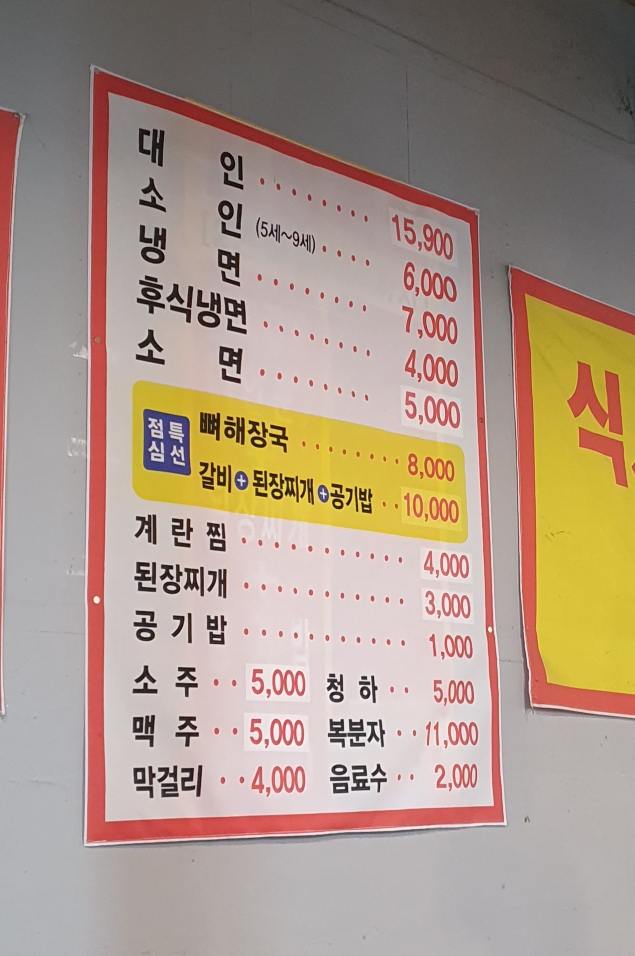 대 인 ········ 15,900
소 인 (5세~9세) ···· 6,000
냉 면 ········ 7,000
후식냉면 ········ 4,000
소 면 ········ 5,000
점심 특선
뼈해장국 ········ 8,000
갈비+된장찌개+공기밥 ·· 10,000
계 란 찜 ··········· 4,000
된장찌개 ·········· 3,000
공 기 밥 ··········· 1,000
소 주 ·· 5,000 청 하 ·· 5,000
맥 주 ·· 5,000 복분자 ·· 11,000
막걸리 ·· 4,000 음료수 ·· 2,000
식